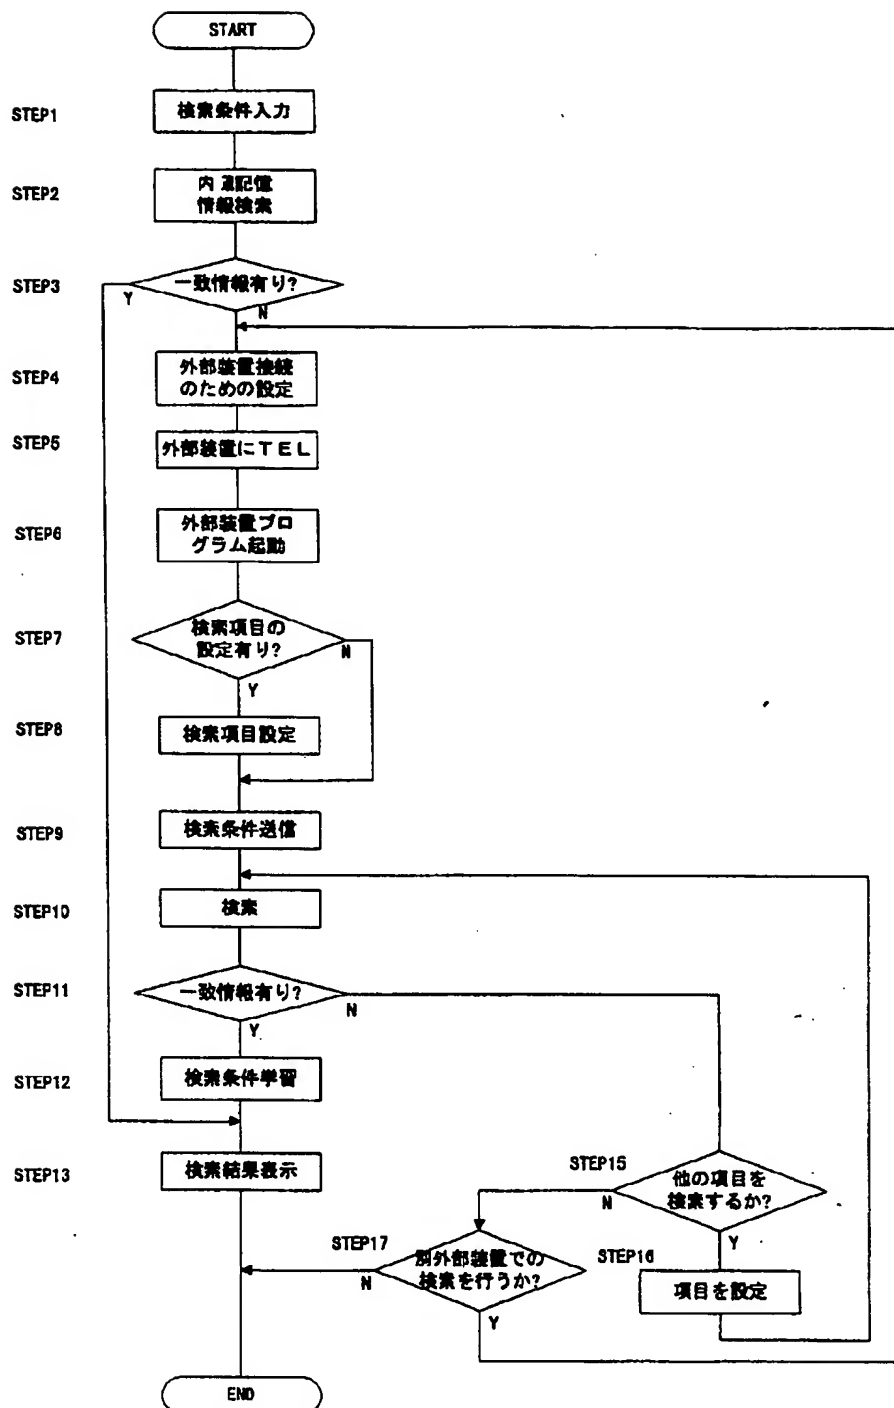 START
STEP1
検索条件入力
STEP2
内 記憶
情報検索
STEP3
一致情報有り?
Y
N
STEP4
外部装置接続
のための設定
STEP5
外部装置にTEL
STEP6
外部装置プロ
グラム起動
STEP7
検索項目の
設定有り?
N
Y
STEP8
検索項目設定
STEP9
検索条件送信
STEP10
検索
STEP11
一致情報有り?
N
Y
STEP12
検索条件学習
STEP13
検索結果表示
STEP15
他の項目を
検索するか?
N
Y
STEP17
別外部装置での
検索を行うか?
N
Y
STEP16
項目を設定
END